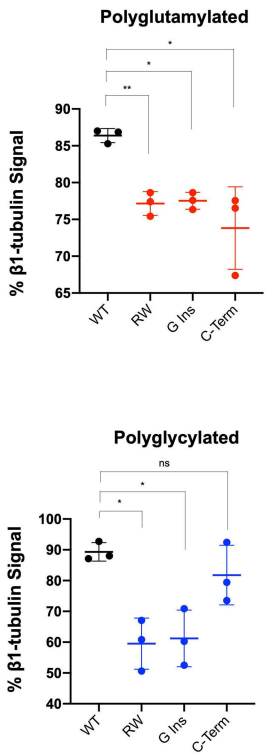 Polyglutamylated
*
*
**
% β1-tubulin Signal
90
85
80
75
70
65
WT
RW
G Ins
C-Term
Polyglycylated
ns
*
*
% β1-tubulin Signal
100
90
80
70
60
50
40
WT
RW
G Ins
C-Term